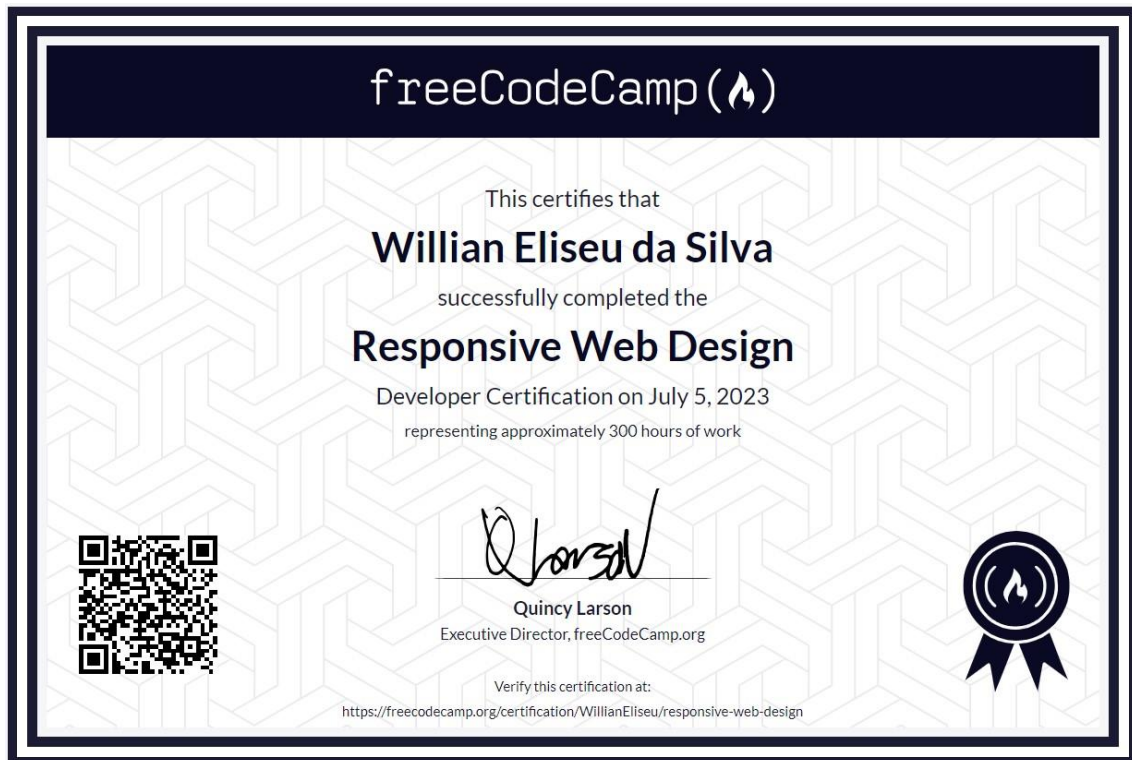 freeCodeCamp
This certifies that
Willian Eliseu da Silva
successfully completed the
Responsive Web Design
Developer Certification on July 5, 2023
representing approximately 300 hours of work
Q Larson
Quincy Larson
Executive Director, freeCodeCamp.org
Verify this certification at:
https://freecodecamp.org/certification/WillianEliseu/responsive-web-design